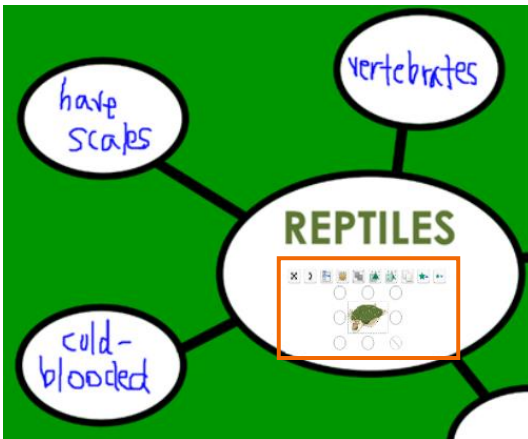 vertebrates
have
scales
REPTILES
cold-
blooded